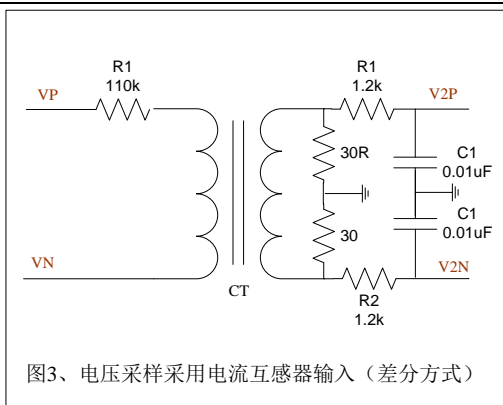 R1
110k
VP
R1
1.2k
V2P
30R
C1
0.01uF
C1
0.01uF
30
VN
CT
R2
1.2k
V2N
图3、电压采样采用电流互感器输入（差分方式）